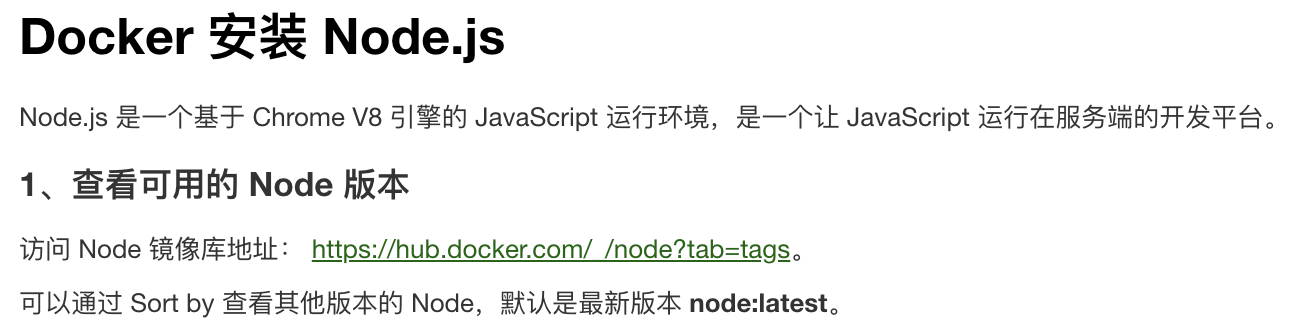 Docker 安装 Node.js
Node.js 是一个基于 Chrome V8 引擎的 JavaScript 运行环境，是一个让 JavaScript 运行在服务端的开发平台。
1、查看可用的 Node 版本
访问 Node 镜像库地址： https://hub.docker.com/_/node?tab=tags。
可以通过 Sort by 查看其他版本的 Node，默认是最新版本 node:latest。